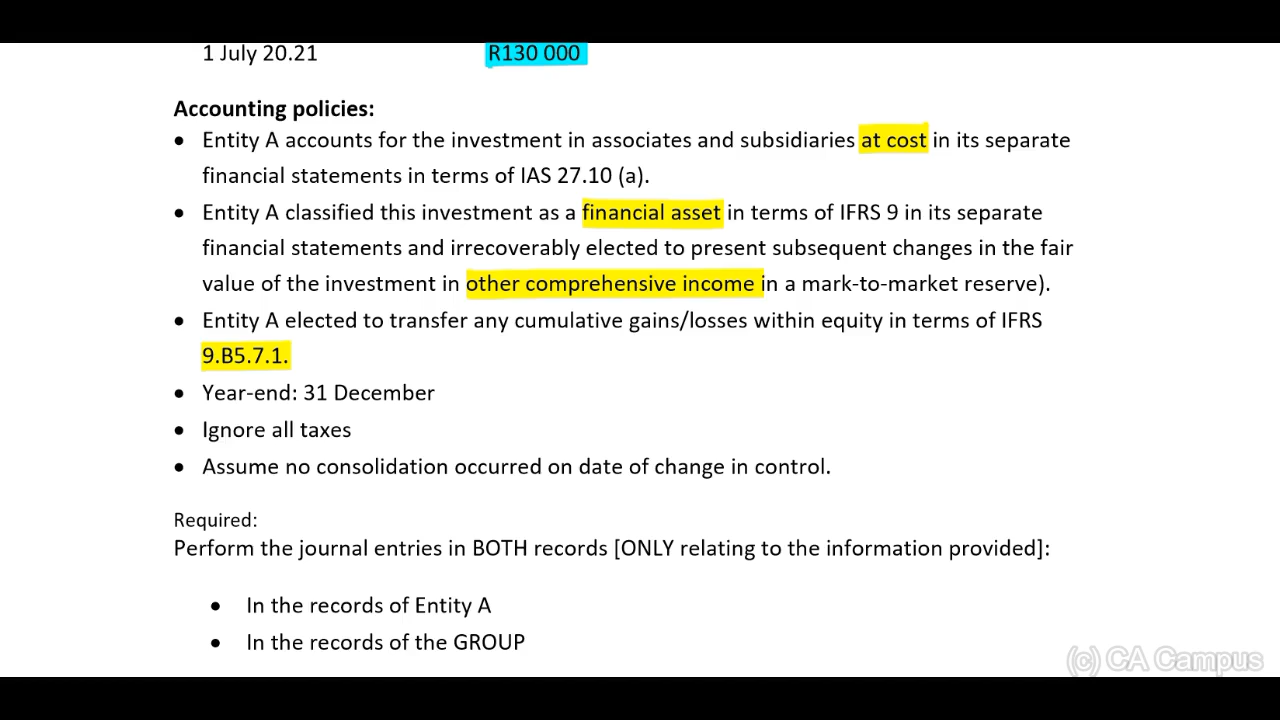 1 July 20.21 R130 000
Accounting policies:
• Entity A accounts for the investment in associates and subsidiaries at cost in its separate
financial statements in terms of IAS 27.10 (a).
• Entity A classified this investment as a financial asset in terms of IFRS 9 in its separate
financial statements and irrecoverably elected to present subsequent changes in the fair
value of the investment in other comprehensive income in a mark-to-market reserve).
• Entity A elected to transfer any cumulative gains/losses within equity in terms of IFRS
9.B5.7.1.
• Year-end: 31 December
• Ignore all taxes
• Assume no consolidation occurred on date of change in control.
Required:
Perform the journal entries in BOTH records [ONLY relating to the information provided]:
• In the records of Entity A
• In the records of the GROUP
(c) CA Campus